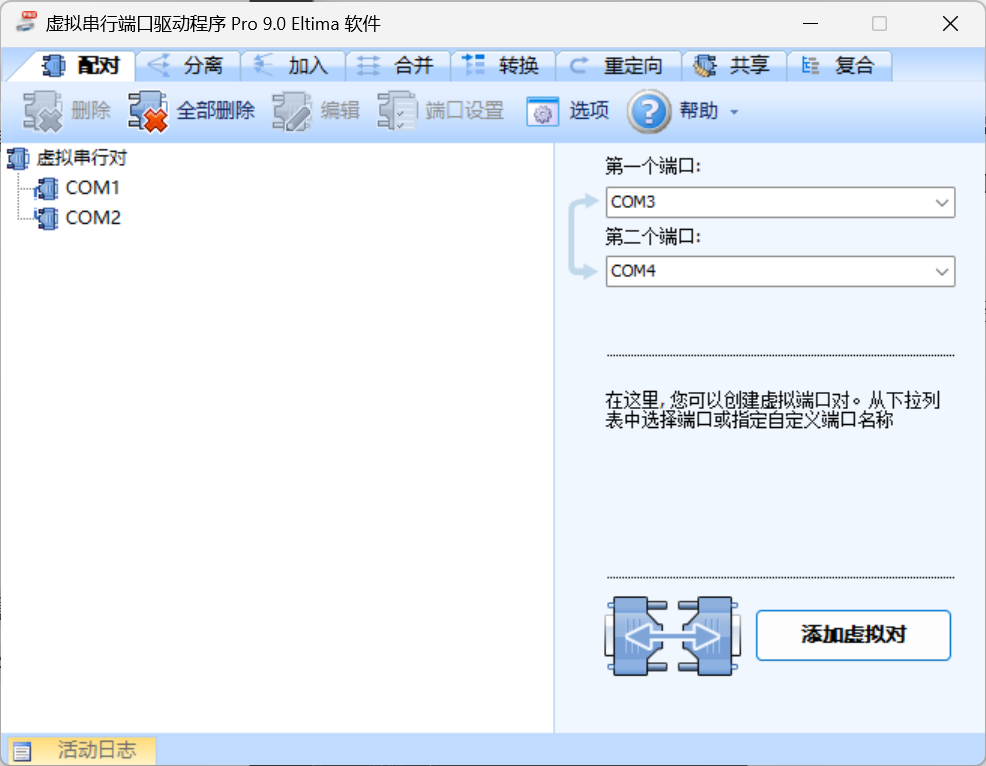 虚拟串行端口驱动程序 Pro 9.0 Eltima 软件
配对 分离 加入 合并 转换 重定向 共享 复合
删除 全部删除 编辑 端口设置 选项 帮助
虚拟串行对
COM1
COM2
第一个端口:
COM3
第二个端口:
COM4
在这里, 您可以创建虚拟端口对。从下拉列
表中选择端口或指定自定义端口名称
添加虚拟对
活动日志